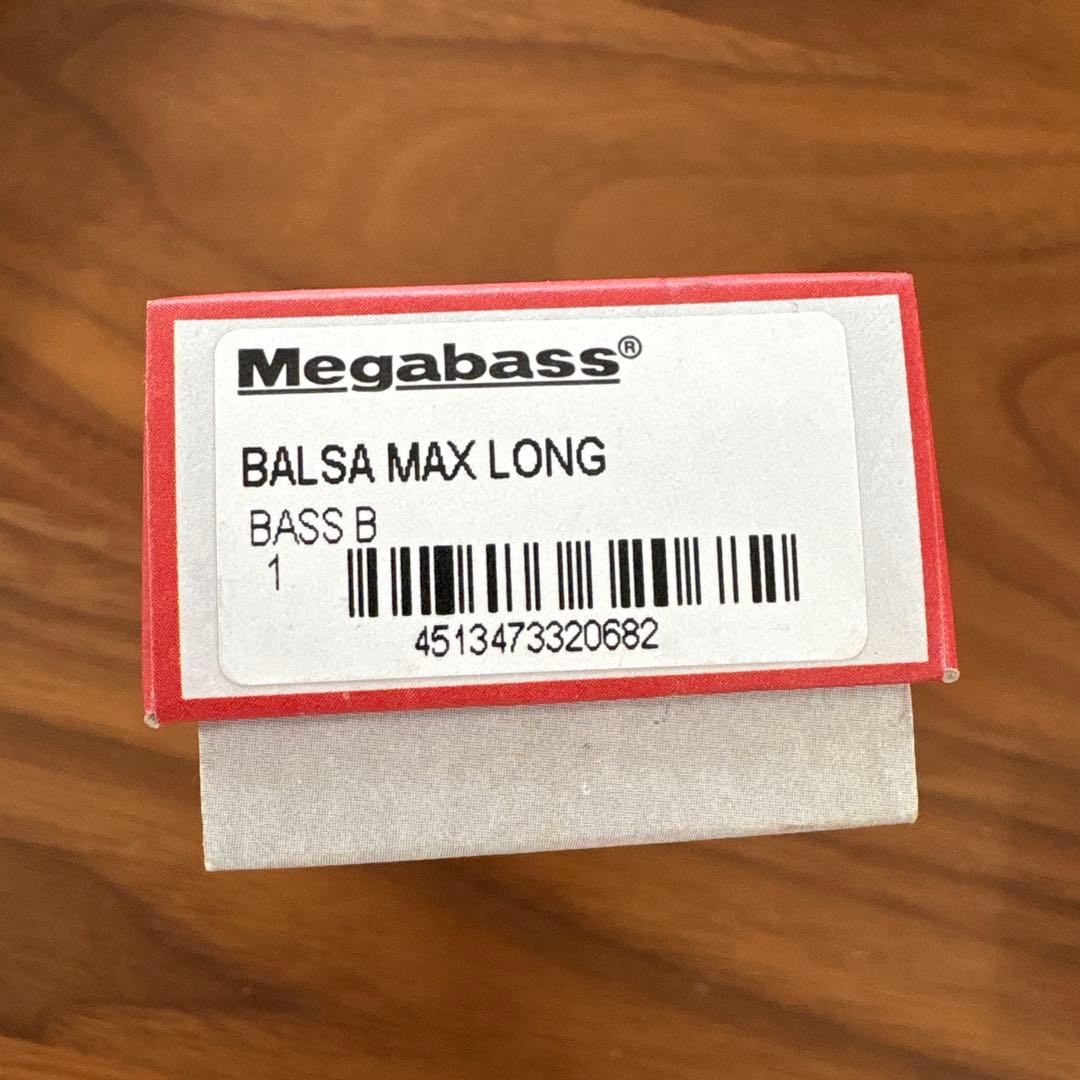 Megabass®
BALSA MAX LONG
BASS B
1
4513473320682